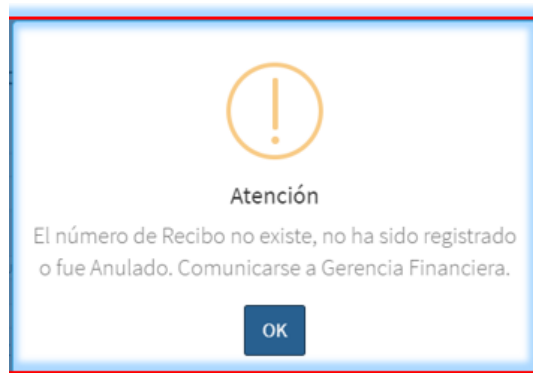 Atención
El número de Recibo no existe, no ha sido registrado
o fue Anulado. Comunicarse a Gerencia Financiera.
OK